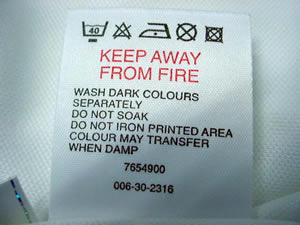 40
KEEP AWAY
FROM FIRE
WASH DARK COLOURS
SEPARATELY
DO NOT SOAK
DO NOT IRON PRINTED AREA
COLOUR MAY TRANSFER
WHEN DAMP
7654900
006-30-2316